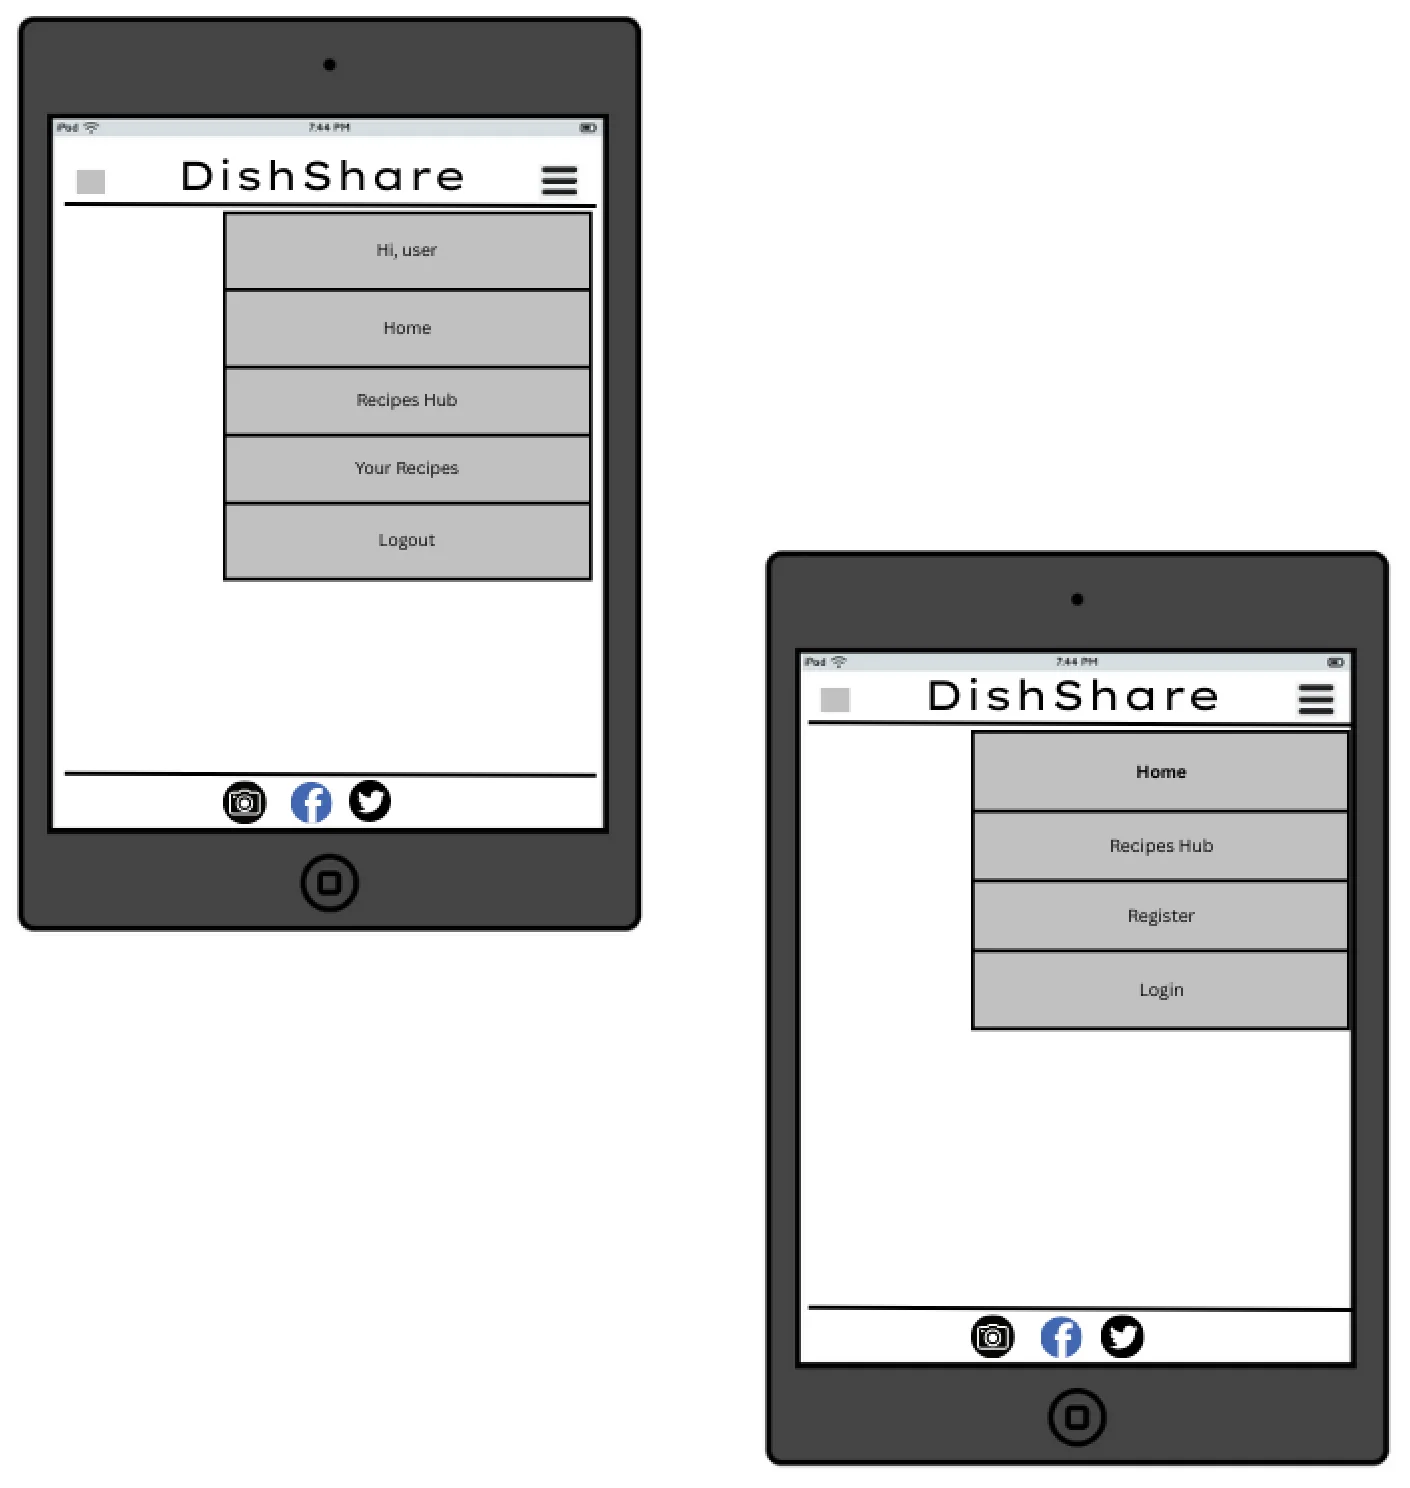 iPad 7:44 PM
DishShare
Hi, user
Home
Recipes Hub
Your Recipes
Logout
iPad 7:44 PM
DishShare
Home
Recipes Hub
Register
Login